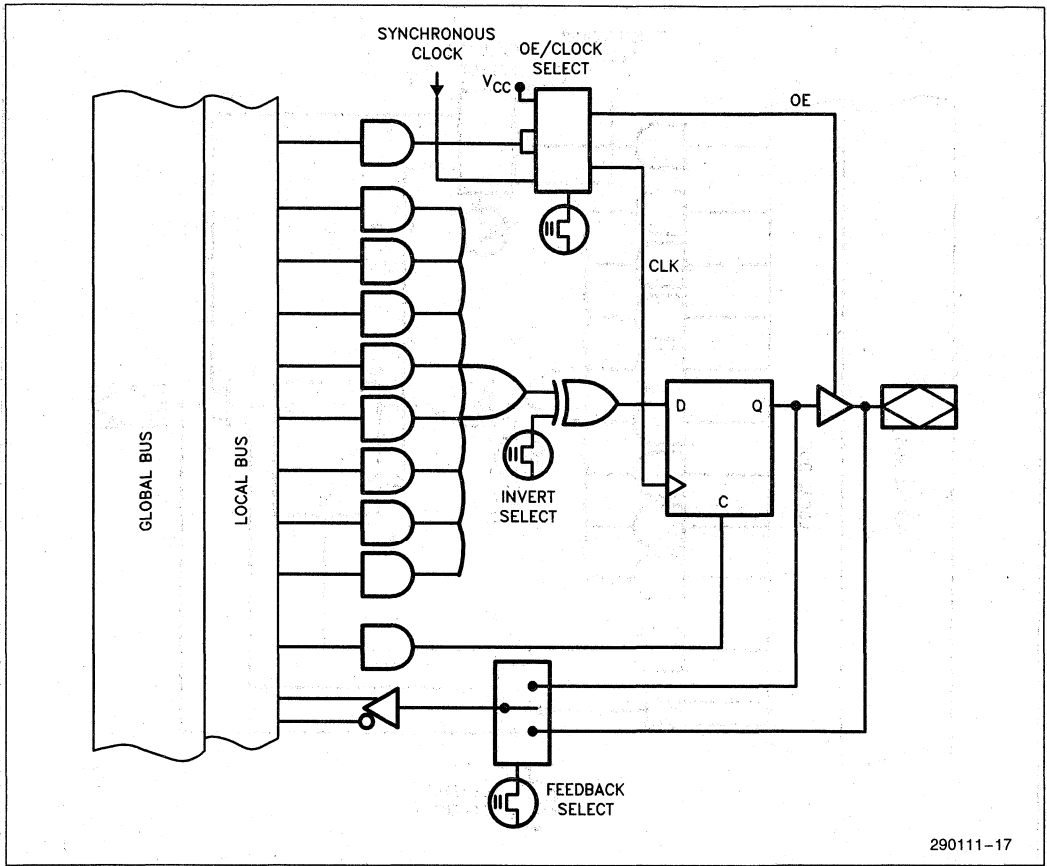 SYNCHRONOUS
CLOCK
OE/CLOCK
SELECT
VCC
OE
CLK
GLOBAL BUS
LOCAL BUS
D
Q
C
INVERT
SELECT
FEEDBACK
SELECT
290111-17